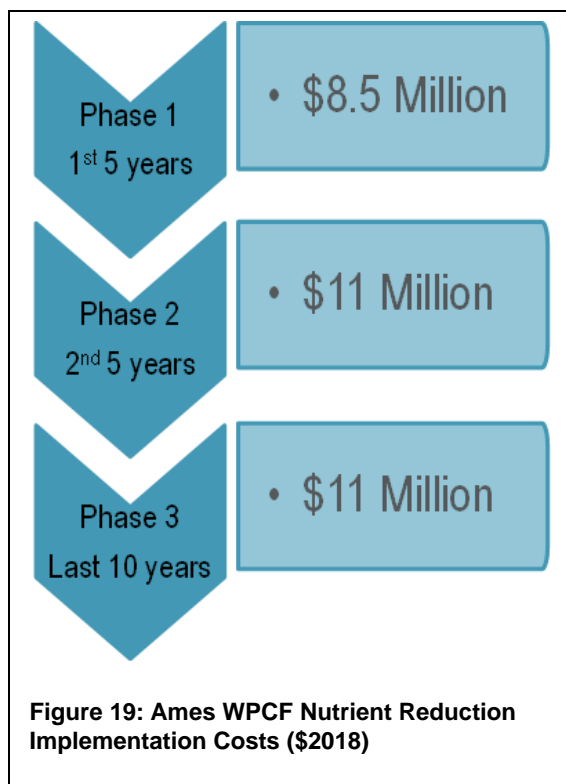 Phase 1
1st 5 years
• $8.5 Million
Phase 2
2nd 5 years
• $11 Million
Phase 3
Last 10 years
• $11 Million
Figure 19: Ames WPCF Nutrient Reduction
Implementation Costs ($2018)